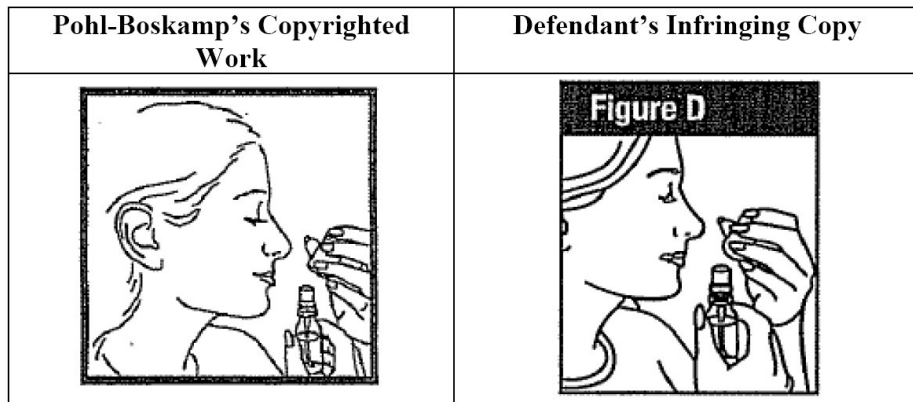 Pohl-Boskamp’s Copyrighted
Work
Defendant’s Infringing Copy
Figure D